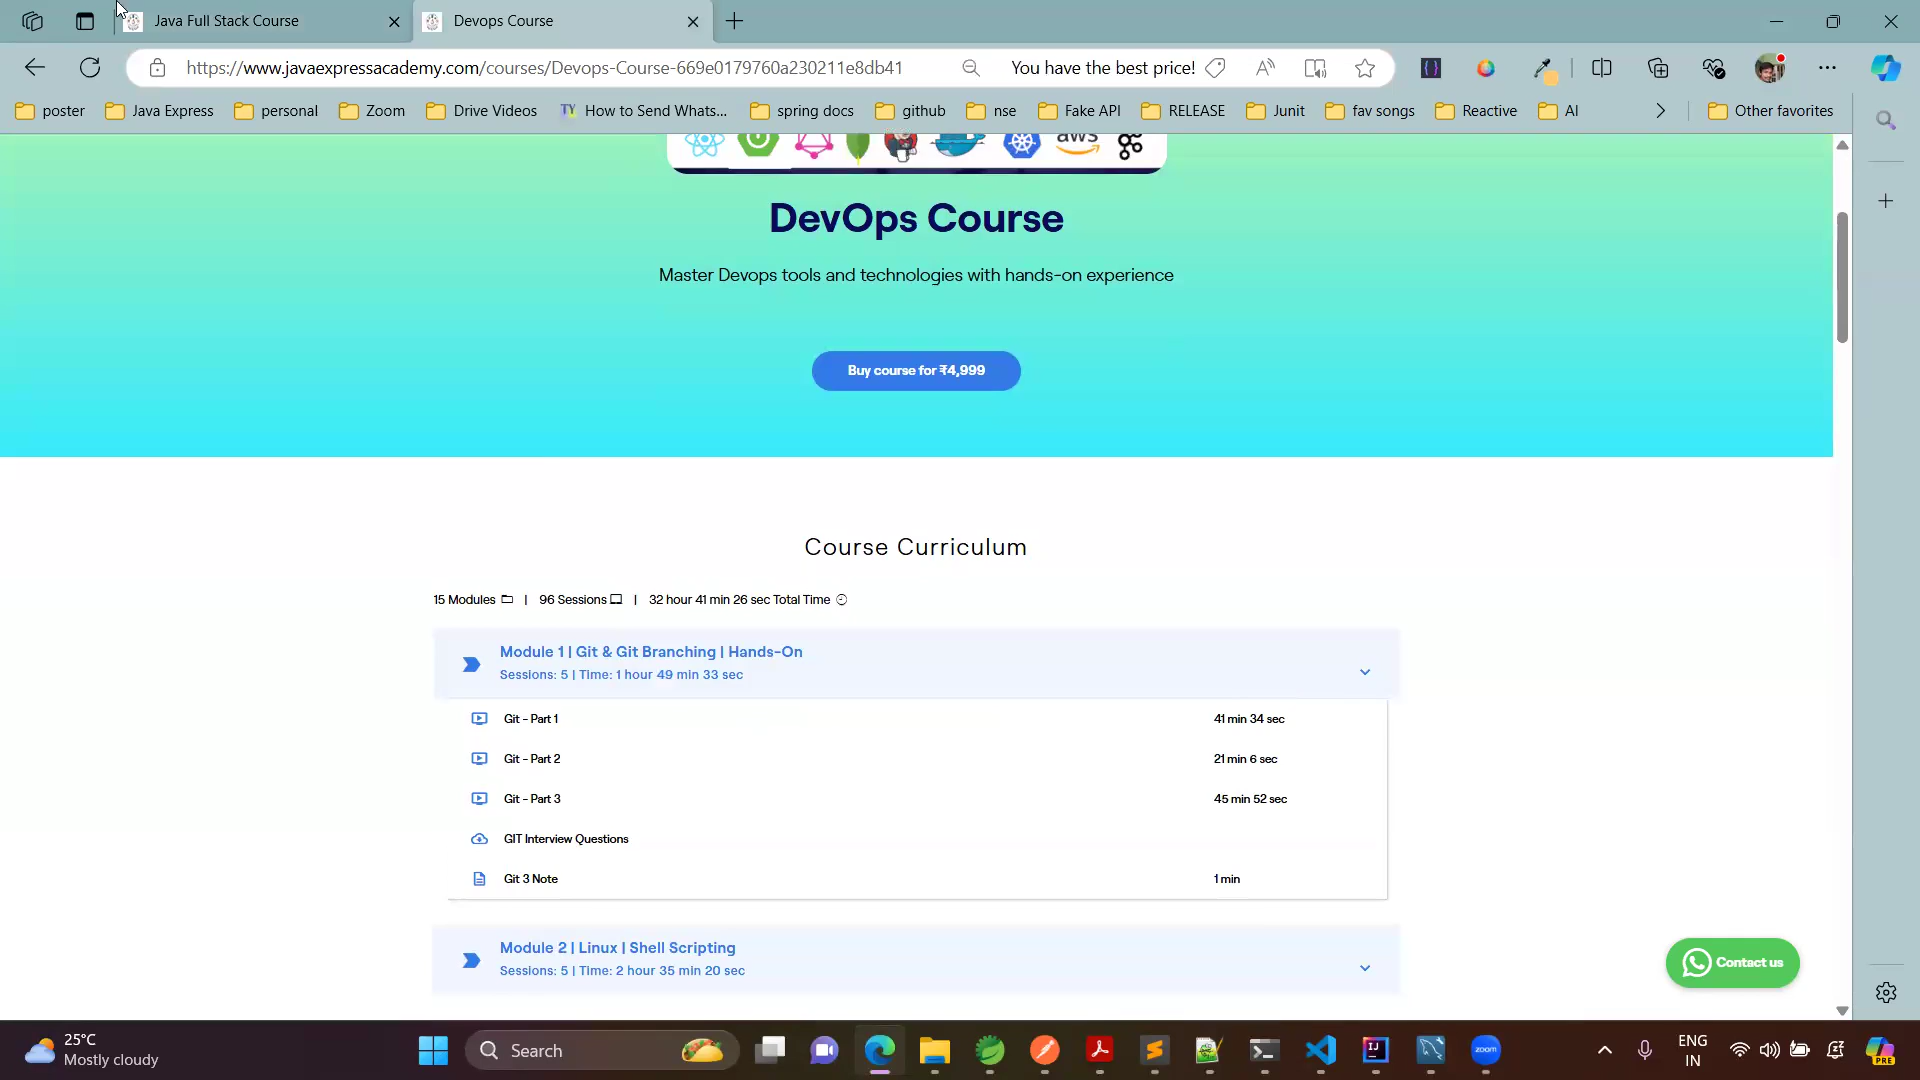 Java Full Stack Course
Devops Course
https://www.javaexpressacademy.com/courses/Devops-Course-669e0179760a230211e8db41
You have the best price!
poster
Java Express
personal
Zoom
Drive Videos
TY How to Send Whats...
spring docs
github
nse
Fake API
RELEASE
Junit
fav songs
Reactive
AI
Other favorites
aws
DevOps Course
Master Devops tools and technologies with hands-on experience
Buy course for ₹4,999
Course Curriculum
15 Modules | 96 Sessions | 32 hour 41 min 26 sec Total Time
Module 1 | Git & Git Branching | Hands-On
Sessions: 5 | Time: 1 hour 49 min 33 sec
Git - Part 1 41 min 34 sec
Git - Part 2 21 min 6 sec
Git - Part 3 45 min 52 sec
GIT Interview Questions
Git 3 Note 1 min
Module 2 | Linux | Shell Scripting
Sessions: 5 | Time: 2 hour 35 min 20 sec
Contact us
25°C
Mostly cloudy
Search
zoom
ENG
IN
PRE